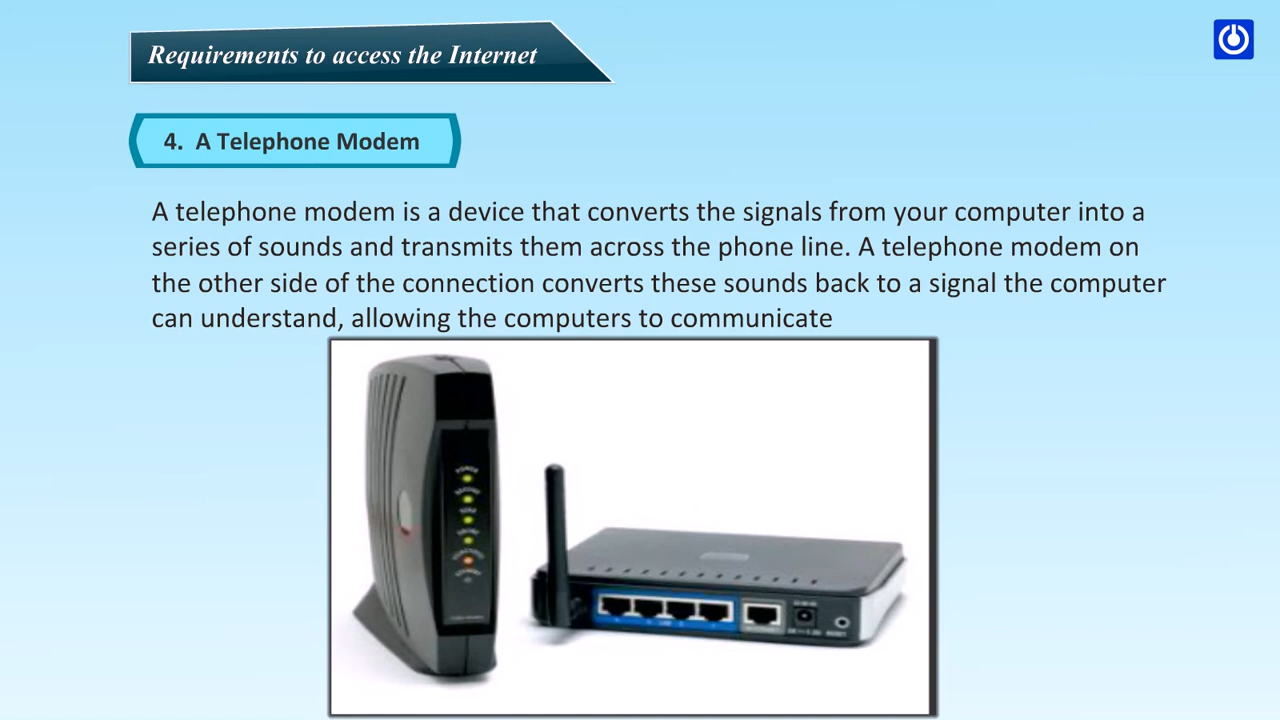 Requirements to access the Internet
4. A Telephone Modem
A telephone modem is a device that converts the signals from your computer into a
series of sounds and transmits them across the phone line. A telephone modem on
the other side of the connection converts these sounds back to a signal the computer
can understand, allowing the computers to communicate
POWER
RESET